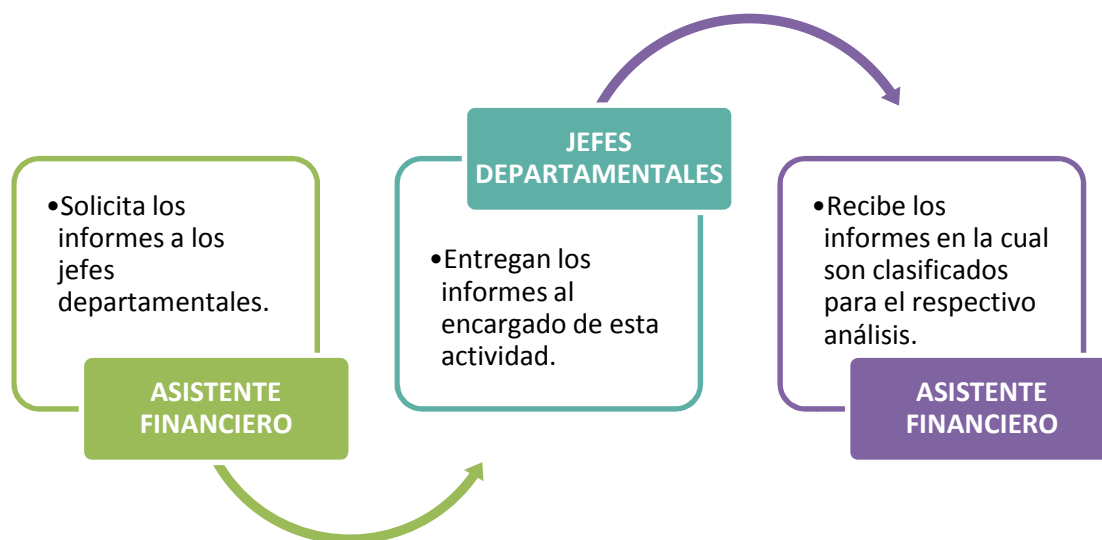 •Solicita los
informes a los
jefes
departamentales.
ASISTENTE
FINANCIERO
JEFES
DEPARTAMENTALES
•Entregan los
informes al
encargado de esta
actividad.
•Recibe los
informes en la cual
son clasificados
para el respectivo
análisis.
ASISTENTE
FINANCIERO